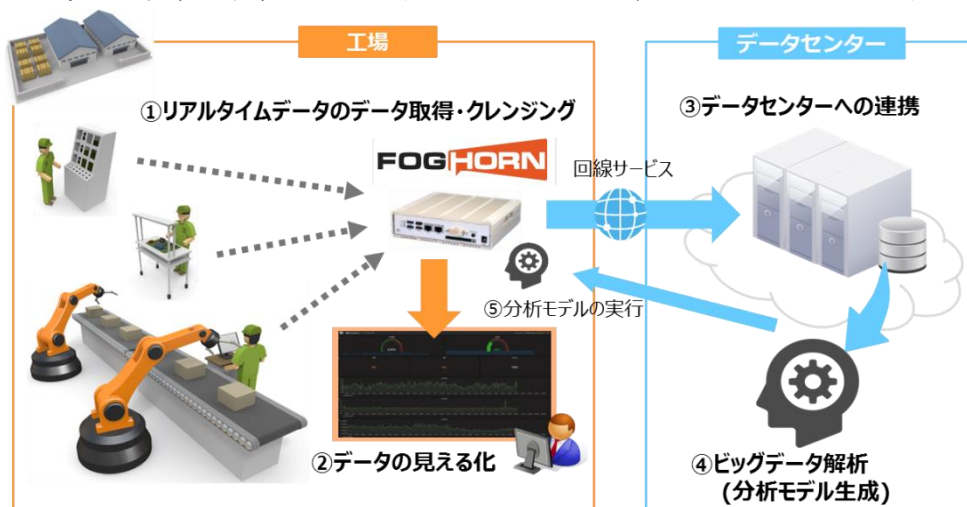 工場
データセンター
①リアルタイムデータのデータ取得・クレンジング
③データセンターへの連携
FOGHORN
回線サービス
⑤分析モデルの実行
②データの見える化
④ビッグデータ解析
(分析モデル生成)